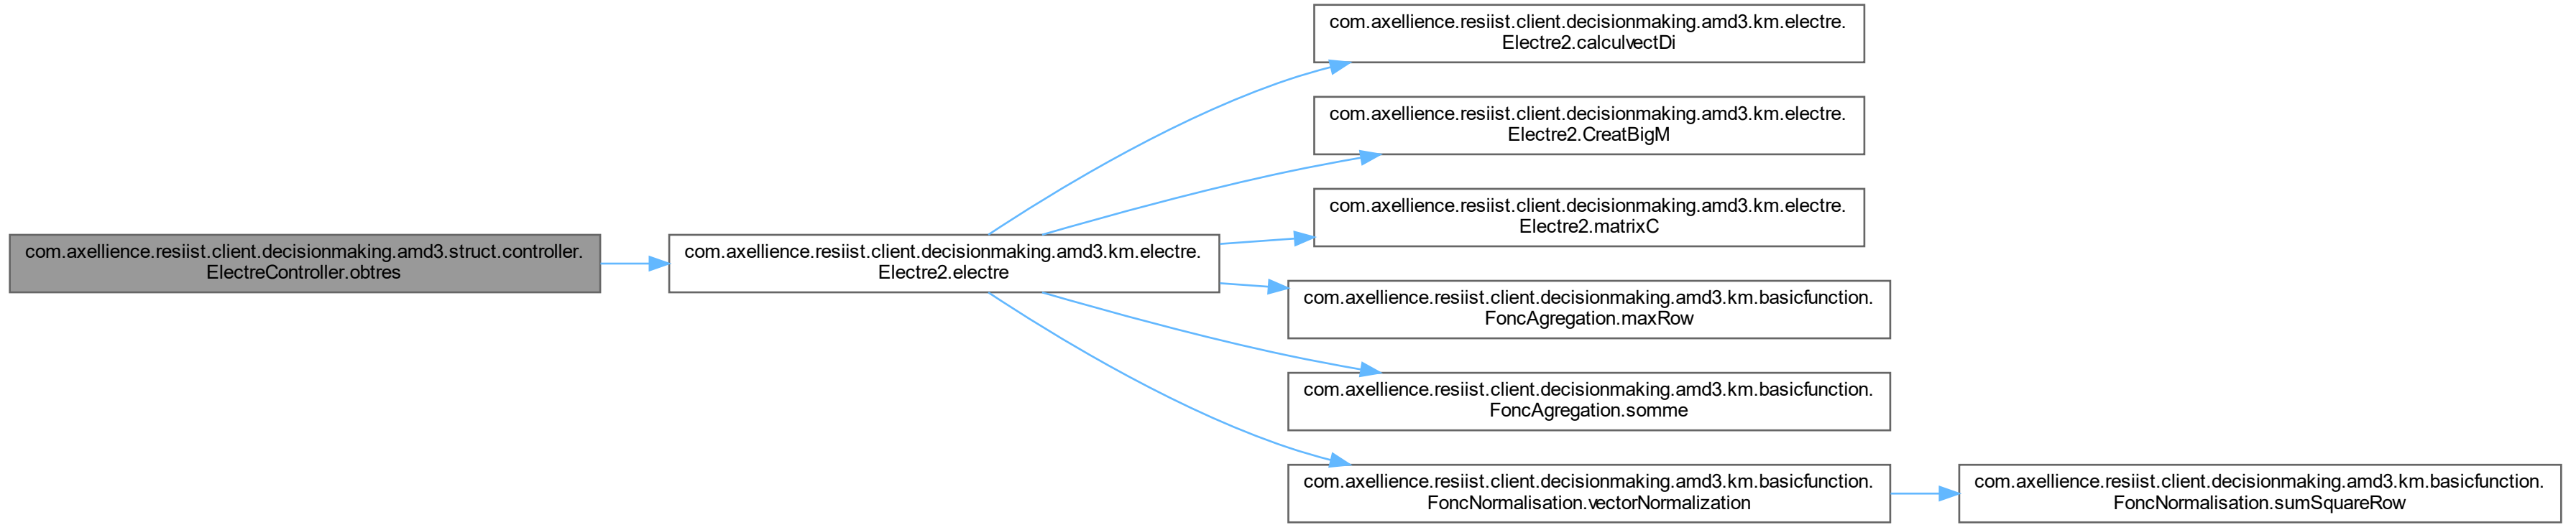 com.axellience.resiist.client.decisionmaking.amd3.struct.controller.
ElectreController.obtres
com.axellience.resiist.client.decisionmaking.amd3.km.electre.
Electre2.electre
com.axellience.resiist.client.decisionmaking.amd3.km.electre.
Electre2.calculvectDi
com.axellience.resiist.client.decisionmaking.amd3.km.electre.
Electre2.CreatBigM
com.axellience.resiist.client.decisionmaking.amd3.km.electre.
Electre2.matrixC
com.axellience.resiist.client.decisionmaking.amd3.km.basicfunction.
FoncAgregation.maxRow
com.axellience.resiist.client.decisionmaking.amd3.km.basicfunction.
FoncAgregation.somme
com.axellience.resiist.client.decisionmaking.amd3.km.basicfunction.
FoncNormalisation.vectorNormalization
com.axellience.resiist.client.decisionmaking.amd3.km.basicfunction.
FoncNormalisation.sumSquareRow